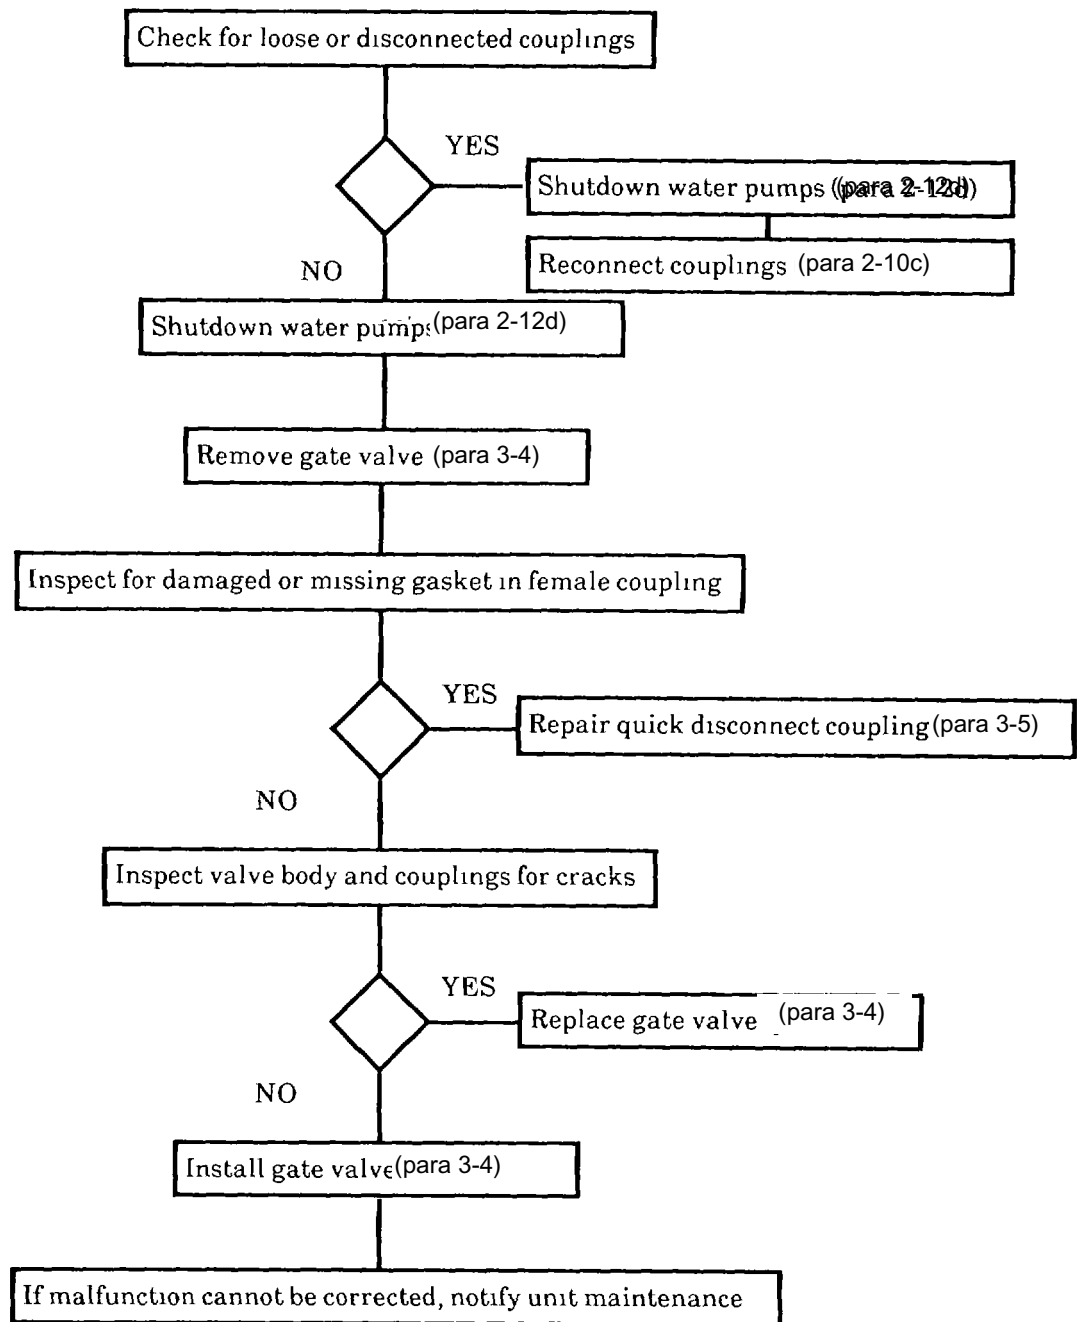 Check for loose or disconnected couplings
YES
Shutdown water pumps (para 2-12d)
Reconnect couplings (para 2-10c)
NO
Shutdown water pumps (para 2-12d)
Remove gate valve (para 3-4)
Inspect for damaged or missing gasket in female coupling
YES
Repair quick disconnect coupling (para 3-5)
NO
Inspect valve body and couplings for cracks
YES
Replace gate valve (para 3-4)
NO
Install gate valve (para 3-4)
If malfunction cannot be corrected, notify unit maintenance